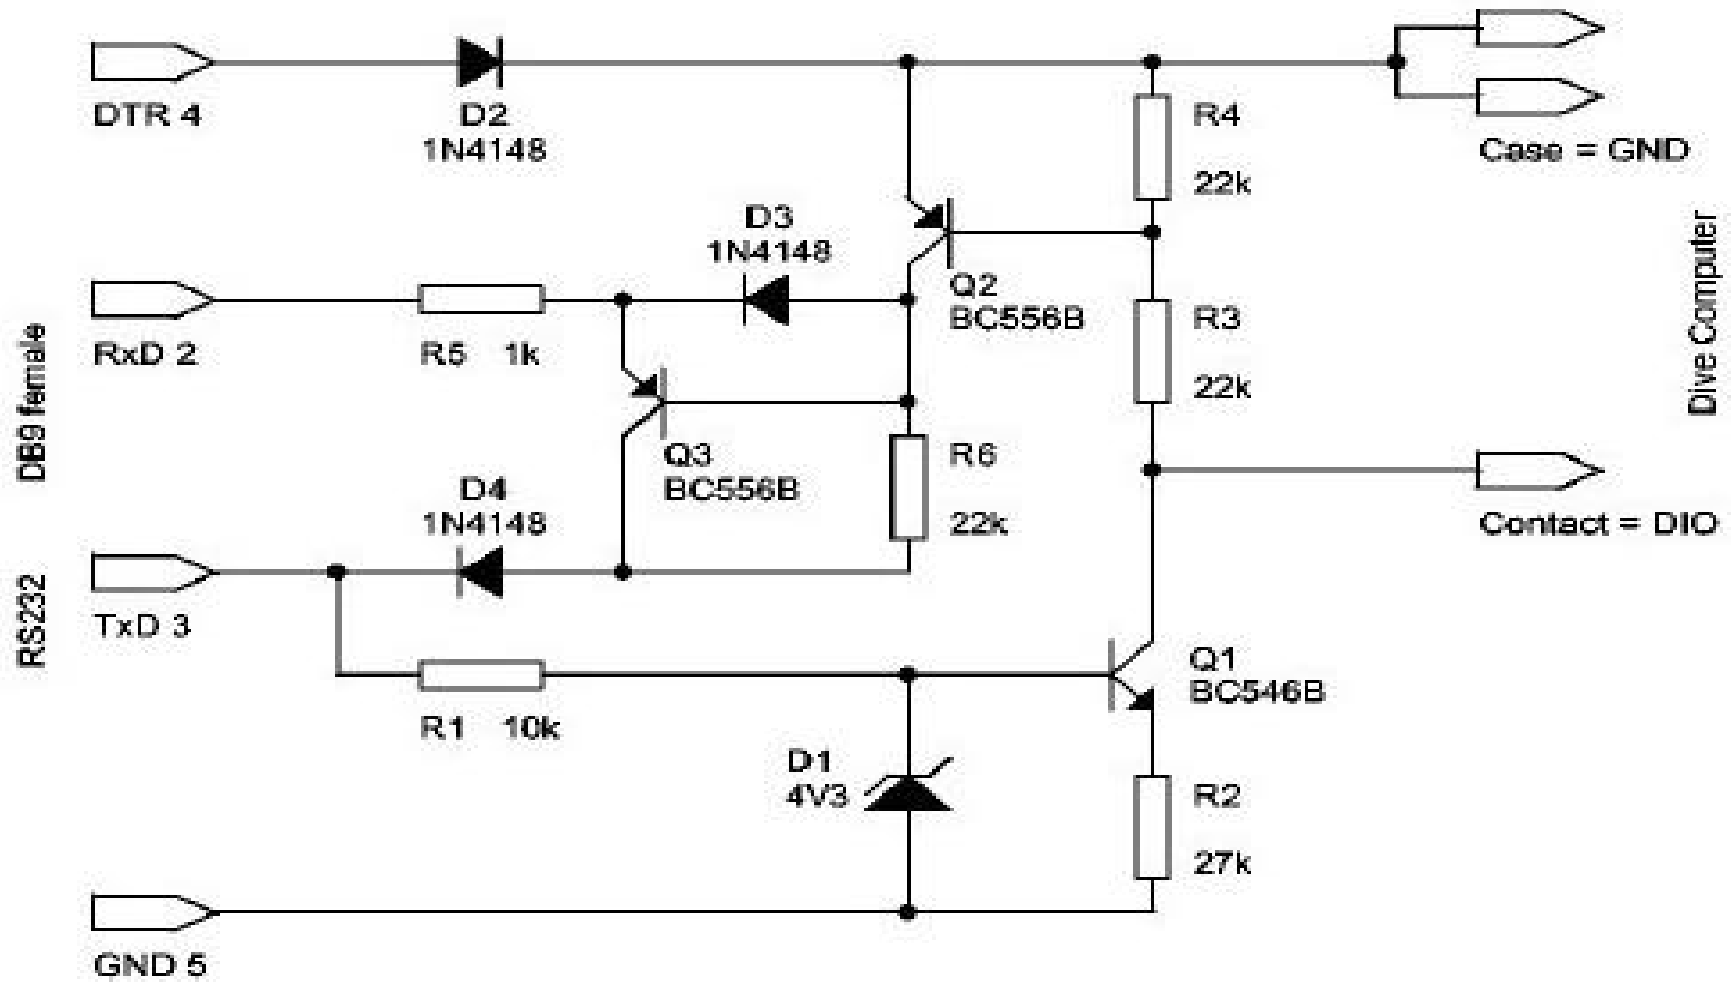 DTR 4
D2
1N4148
R4
22k
Case = GND
D3
1N4148
Q2
BC556B
R3
22k
RxD 2
R5 1k
Q3
BC556B
R6
22k
D4
1N4148
Contact = DIO
TxD 3
R1 10k
Q1
BC546B
D1
4V3
R2
27k
GND 5
RS232 DB9 female
Dive Computer